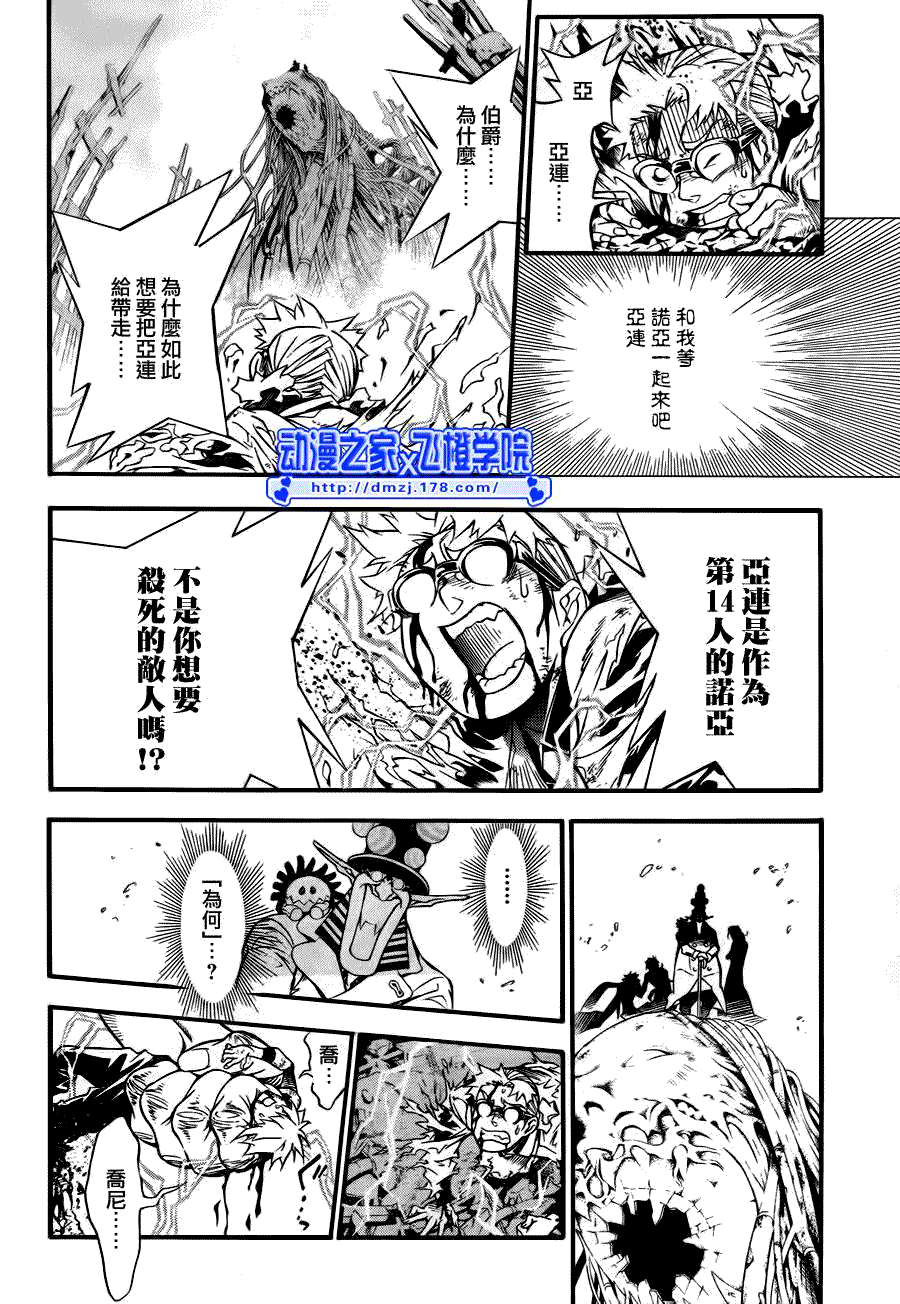 亞
亞連……
伯爵……
為什麼……
為什麼如此
想要把亞連
給帶走……
和我等
諾亞一起來吧
亞連
动漫之家×飞橙学院
http://dmzj.178.com/
亞連是作為
第14人的諾亞
不是你想要
殺死的敵人嗎!?
……
「為何」…?
喬…
喬尼……